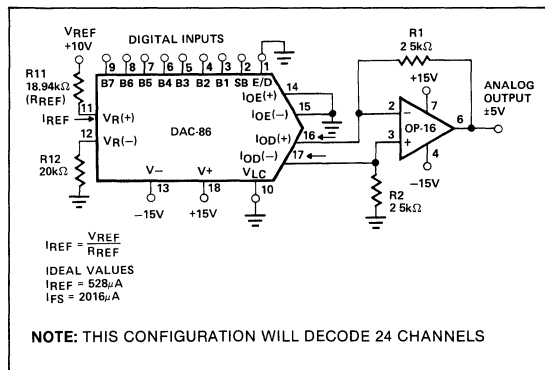 VREF
+10V
DIGITAL INPUTS
R11
18.94kΩ
(RREF)
9 8 7 6 5 4 3 2 1
B7 B6 B5 B4 B3 B2 B1 SB E/D
IREF
11
VR(+)
12
VR(−)
R12
20kΩ
DAC-86
IOE(+)
14
IOE(−)
15
IOD(+)
16
IOD(−)
17
V−
V+
VLC
13
18
10
−15V
+15V
R1
2 5kΩ
+15V
7
2
−
3
+
OP-16
6
4
−15V
ANALOG
OUTPUT
±5V
R2
2 5kΩ
IREF = VREF
RREF
IDEAL VALUES
IREF = 528μA
IFS = 2016μA
NOTE: THIS CONFIGURATION WILL DECODE 24 CHANNELS